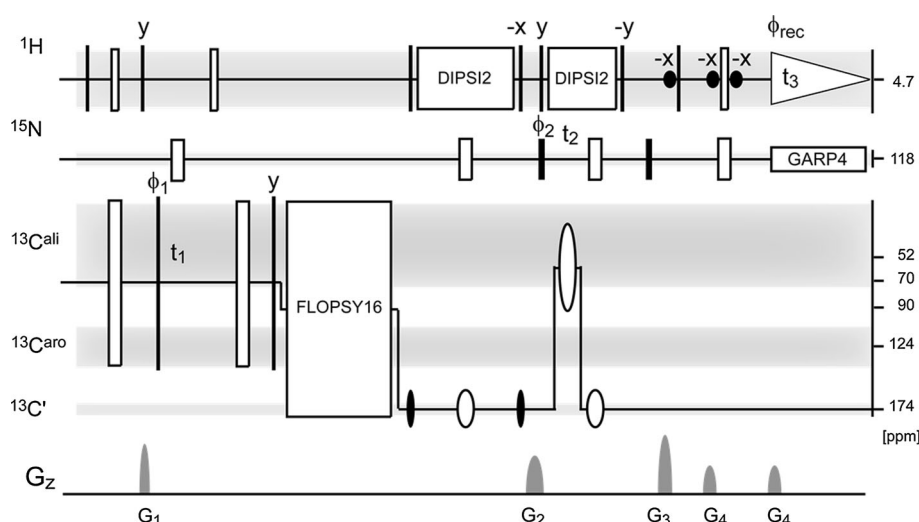 -x y -y ϕrec
¹H y -x -x -x
DIPSI2 DIPSI2 t₃ 4.7
¹⁵N ϕ₂ t₂
GARP4 118
ϕ₁ y
¹³Cali t₁ 52
70
FLOPSY16 90
¹³Caro 124
¹³C' 174
[ppm]
Gz
G₁ G₂ G₃ G₄ G₄